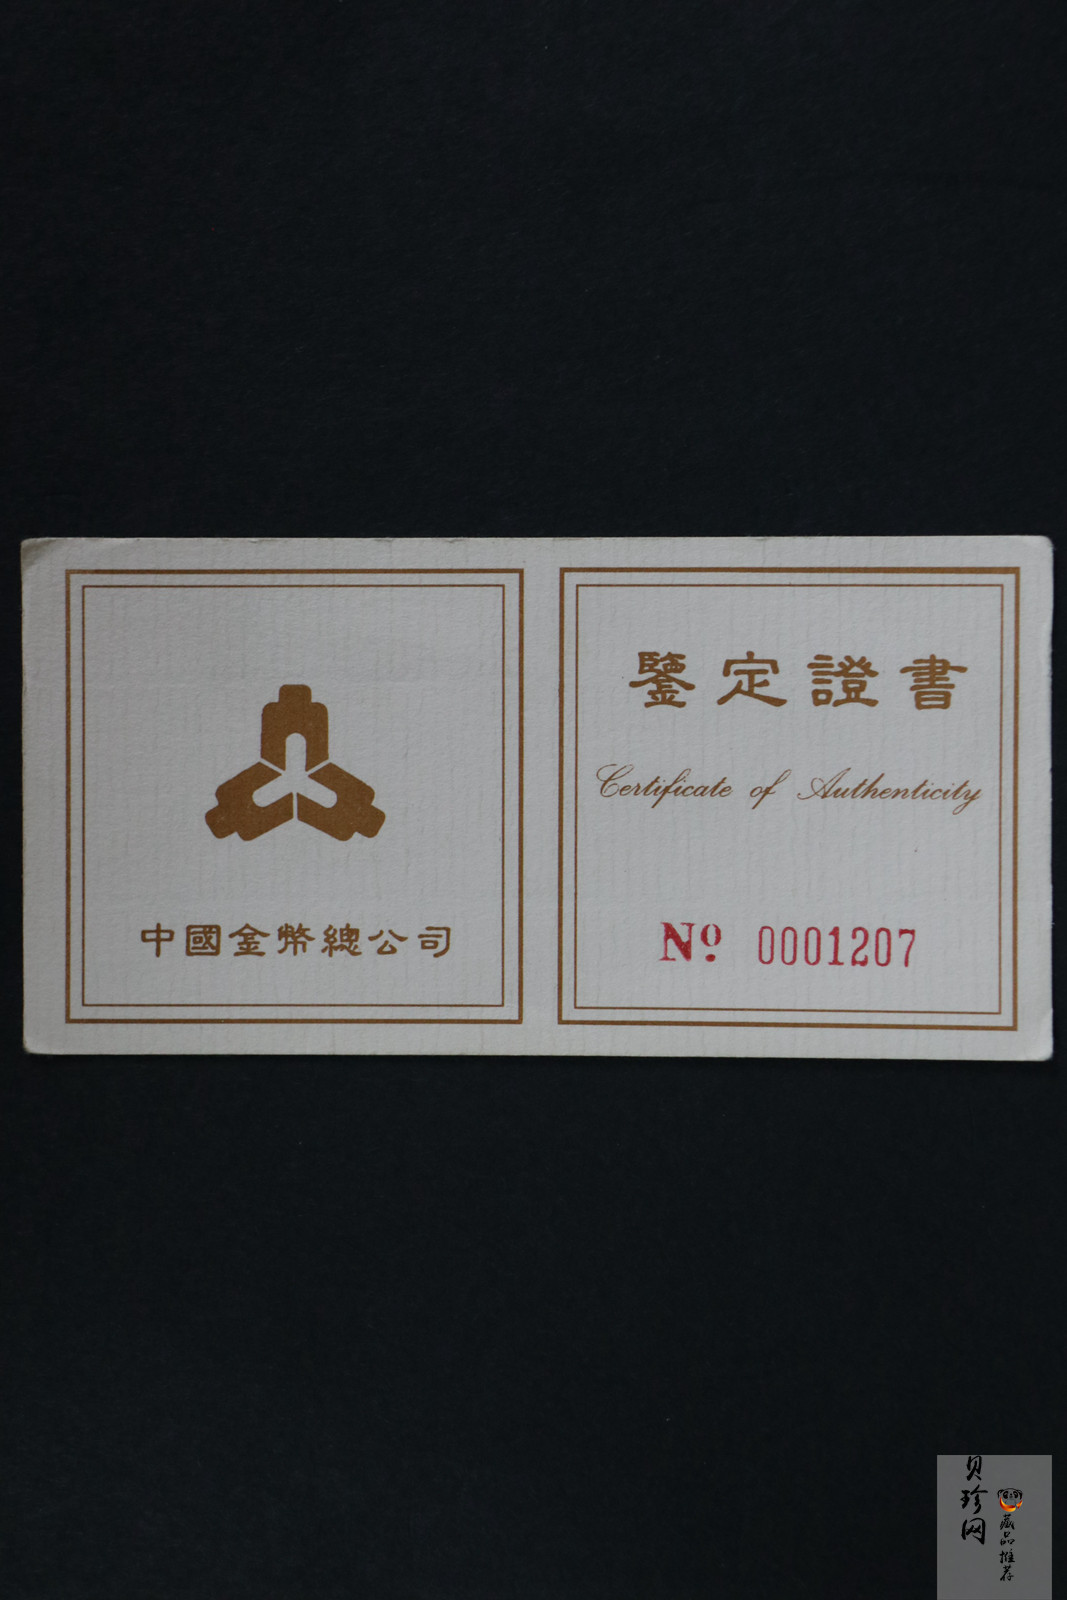 中國金幣總公司
鑒定證書
Certificate of Authenticity
Nº 0001207
贝珍网
藏品推荐